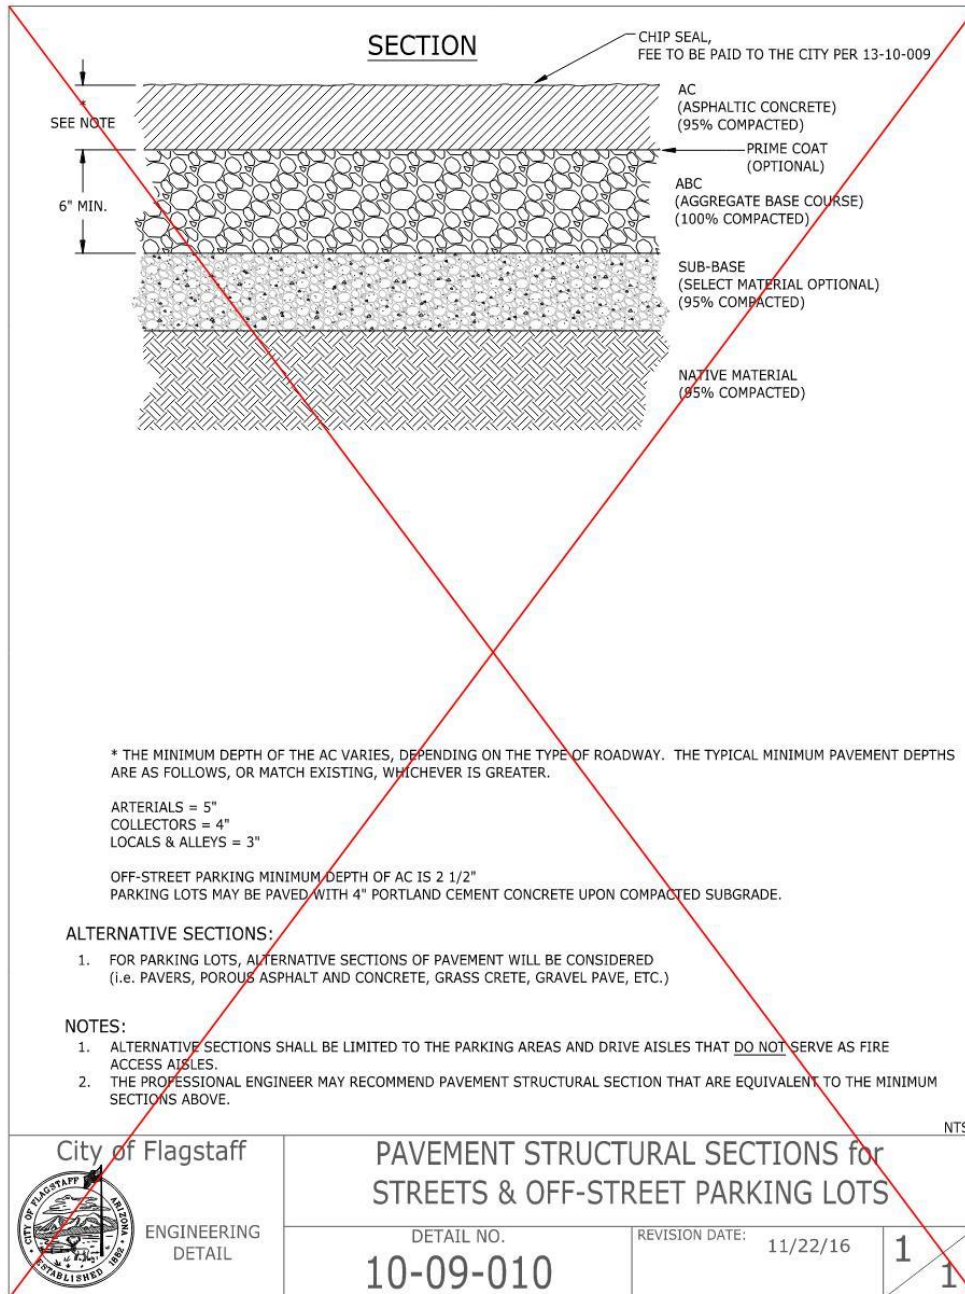 SECTION
CHIP SEAL,
FEE TO BE PAID TO THE CITY PER 13-10-009
AC
(ASPHALTIC CONCRETE)
(95% COMPACTED)
*
SEE NOTE
PRIME COAT
(OPTIONAL)
ABC
(AGGREGATE BASE COURSE)
(100% COMPACTED)
6" MIN.
SUB-BASE
(SELECT MATERIAL OPTIONAL)
(95% COMPACTED)
NATIVE MATERIAL
(95% COMPACTED)
* THE MINIMUM DEPTH OF THE AC VARIES, DEPENDING ON THE TYPE OF ROADWAY. THE TYPICAL MINIMUM PAVEMENT DEPTHS
ARE AS FOLLOWS, OR MATCH EXISTING, WHICHEVER IS GREATER.
ARTERIALS = 5"
COLLECTORS = 4"
LOCALS & ALLEYS = 3"
OFF-STREET PARKING MINIMUM DEPTH OF AC IS 2 1/2"
PARKING LOTS MAY BE PAVED WITH 4" PORTLAND CEMENT CONCRETE UPON COMPACTED SUBGRADE.
ALTERNATIVE SECTIONS:
1. FOR PARKING LOTS, ALTERNATIVE SECTIONS OF PAVEMENT WILL BE CONSIDERED
(i.e. PAVERS, POROUS ASPHALT AND CONCRETE, GRASS CRETE, GRAVEL PAVE, ETC.)
NOTES:
1. ALTERNATIVE SECTIONS SHALL BE LIMITED TO THE PARKING AREAS AND DRIVE AISLES THAT DO NOT SERVE AS FIRE
ACCESS AISLES.
2. THE PROFESSIONAL ENGINEER MAY RECOMMEND PAVEMENT STRUCTURAL SECTION THAT ARE EQUIVALENT TO THE MINIMUM
SECTIONS ABOVE.
NTS
City of Flagstaff
CITY OF FLAGSTAFF ARIZONA
ESTABLISHED 1882
ENGINEERING
DETAIL
PAVEMENT STRUCTURAL SECTIONS for
STREETS & OFF-STREET PARKING LOTS
DETAIL NO.
10-09-010
REVISION DATE: 11/22/16
1
1